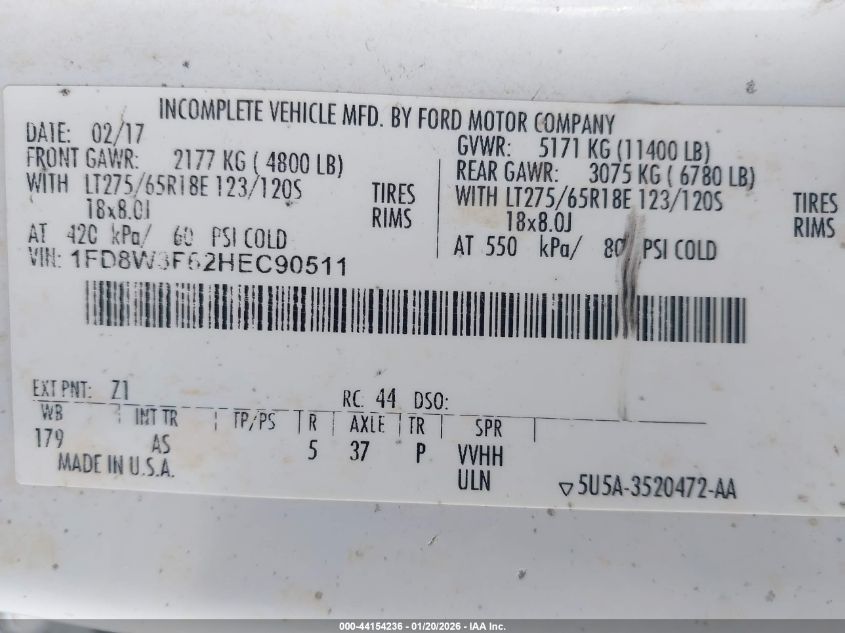 INCOMPLETE VEHICLE MFD. BY FORD MOTOR COMPANY
DATE: 02/17
GVWR: 5171 KG (11400 LB)
FRONT GAWR: 2177 KG ( 4800 LB)
REAR GAWR: 3075 KG ( 6780 LB)
WITH LT275/65R18E 123/120S TIRES
WITH LT275/65R18E 123/120S TIRES
18x8.0J RIMS
18x8.0J RIMS
AT 420 kPa/ 60 PSI COLD
AT 550 kPa/ 80 PSI COLD
VIN: 1FD8W3F62HEC90511
EXT PNT: Z1 RC: 44 DSO:
WB INT TR TP/PS R AXLE TR SPR
179 AS 5 37 P VVHH
MADE IN U.S.A. ULN 5U5A-3520472-AA
000-44154236 - 01/20/2026 - IAA Inc.